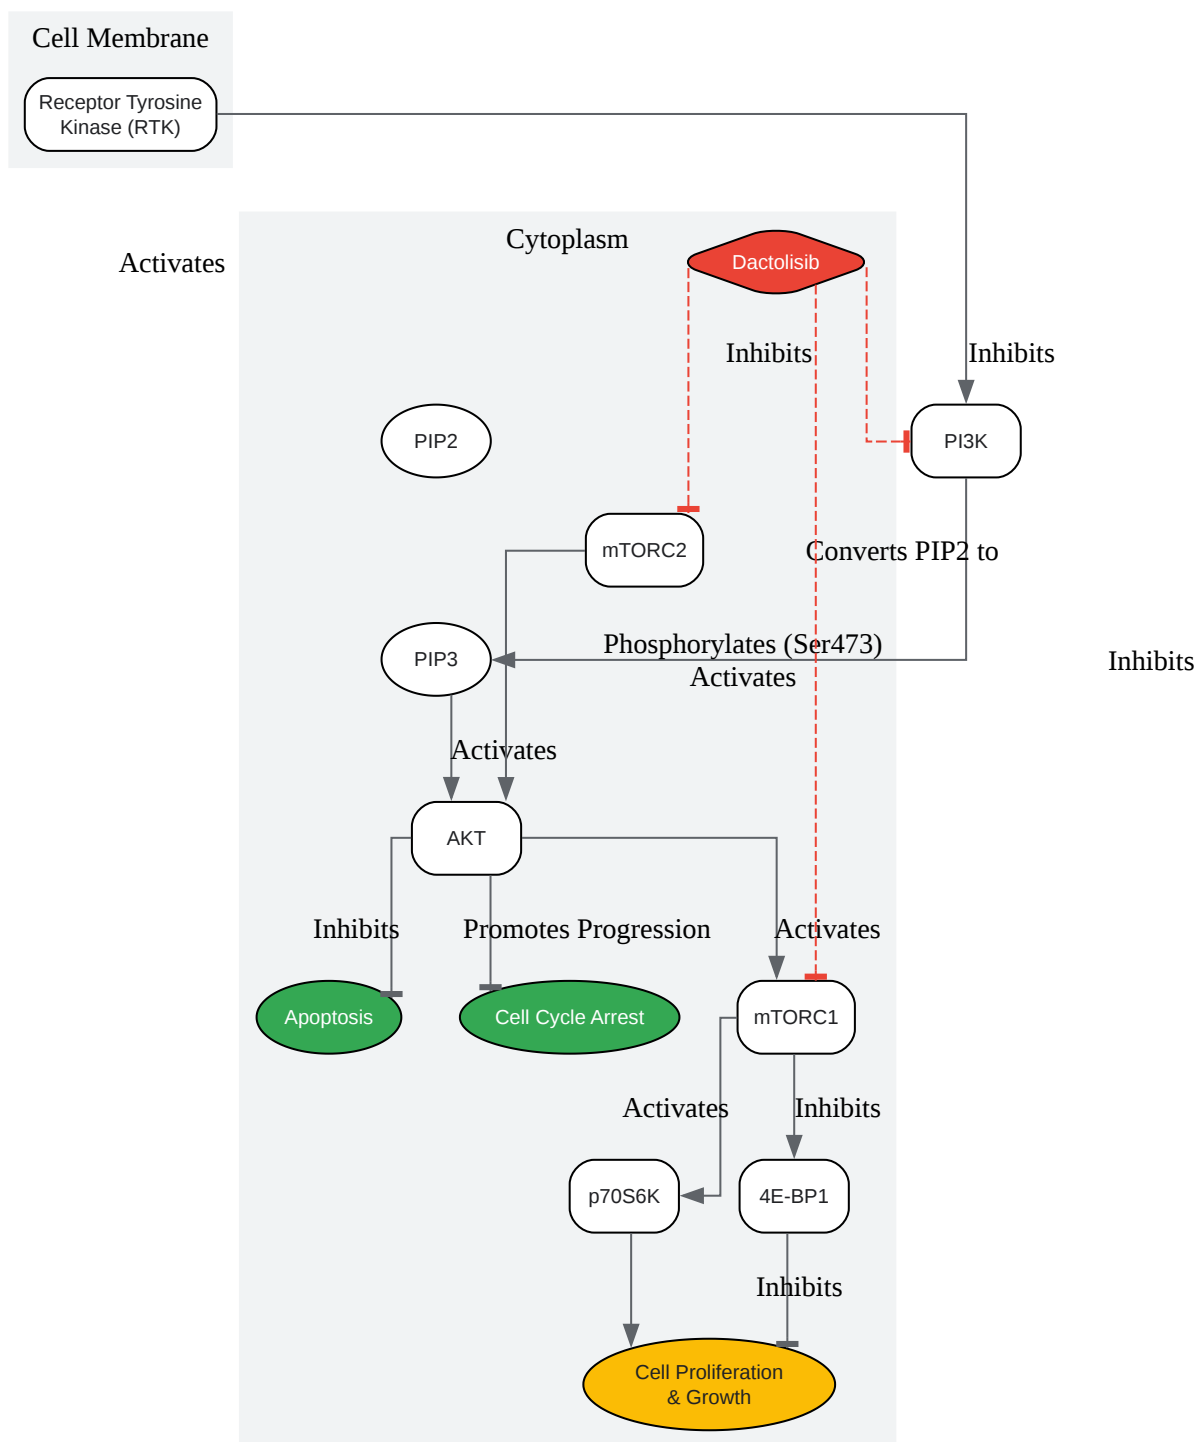 Cell Membrane
Receptor Tyrosine
Kinase (RTK)
Cytoplasm
Activates
Dactolisib
Inhibits
Inhibits
PIP2
PI3K
mTORC2
Converts PIP2 to
Phosphorylates (Ser473)
PIP3
Inhibits
Activates
Activates
AKT
Inhibits
Promotes Progression
Activates
Apoptosis
Cell Cycle Arrest
mTORC1
Activates
Inhibits
p70S6K
4E-BP1
Inhibits
Cell Proliferation
& Growth